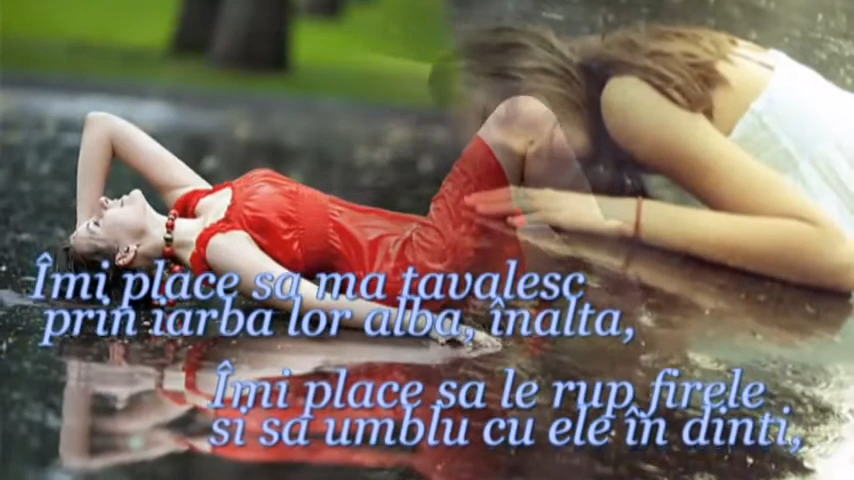 Îmi place sa ma tavalesc
prin iarba lor alba, înalta,
Îmi place sa le rup firele
si sa umblu cu ele în dinti,